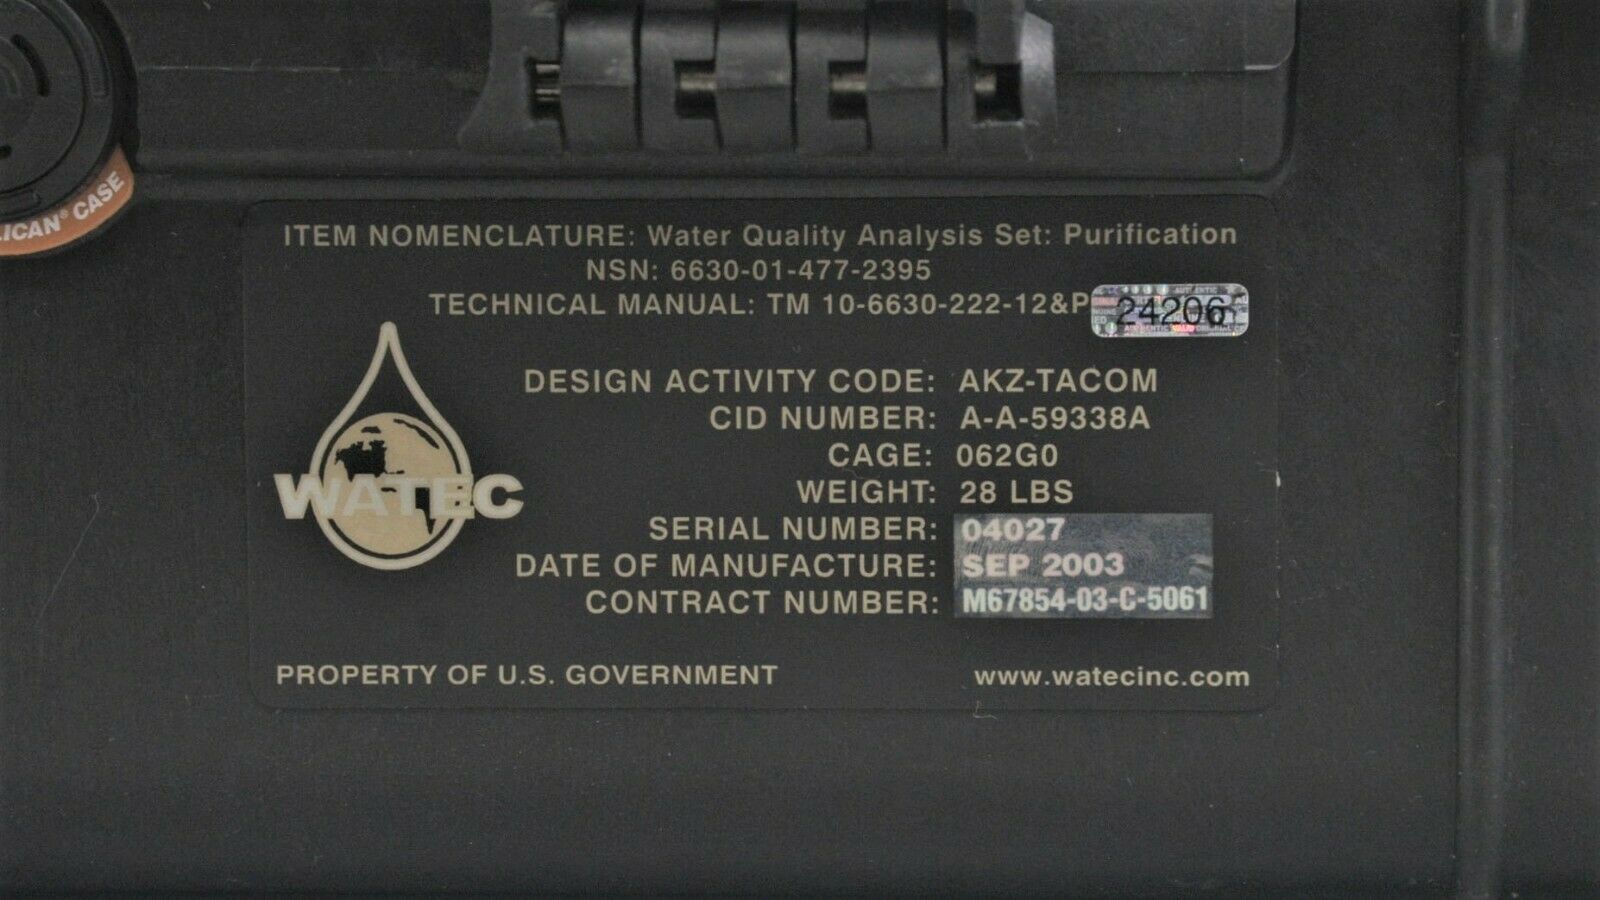 LICAN® CASE
ITEM NOMENCLATURE: Water Quality Analysis Set: Purification
NSN: 6630-01-477-2395
TECHNICAL MANUAL: TM 10-6630-222-12&P
24206
AUTHENTIC
WATEC
DESIGN ACTIVITY CODE: AKZ-TACOM
CID NUMBER: A-A-59338A
CAGE: 062G0
WEIGHT: 28 LBS
SERIAL NUMBER: 04027
DATE OF MANUFACTURE: SEP 2003
CONTRACT NUMBER: M67854-03-C-5061
PROPERTY OF U.S. GOVERNMENT
www.watecinc.com